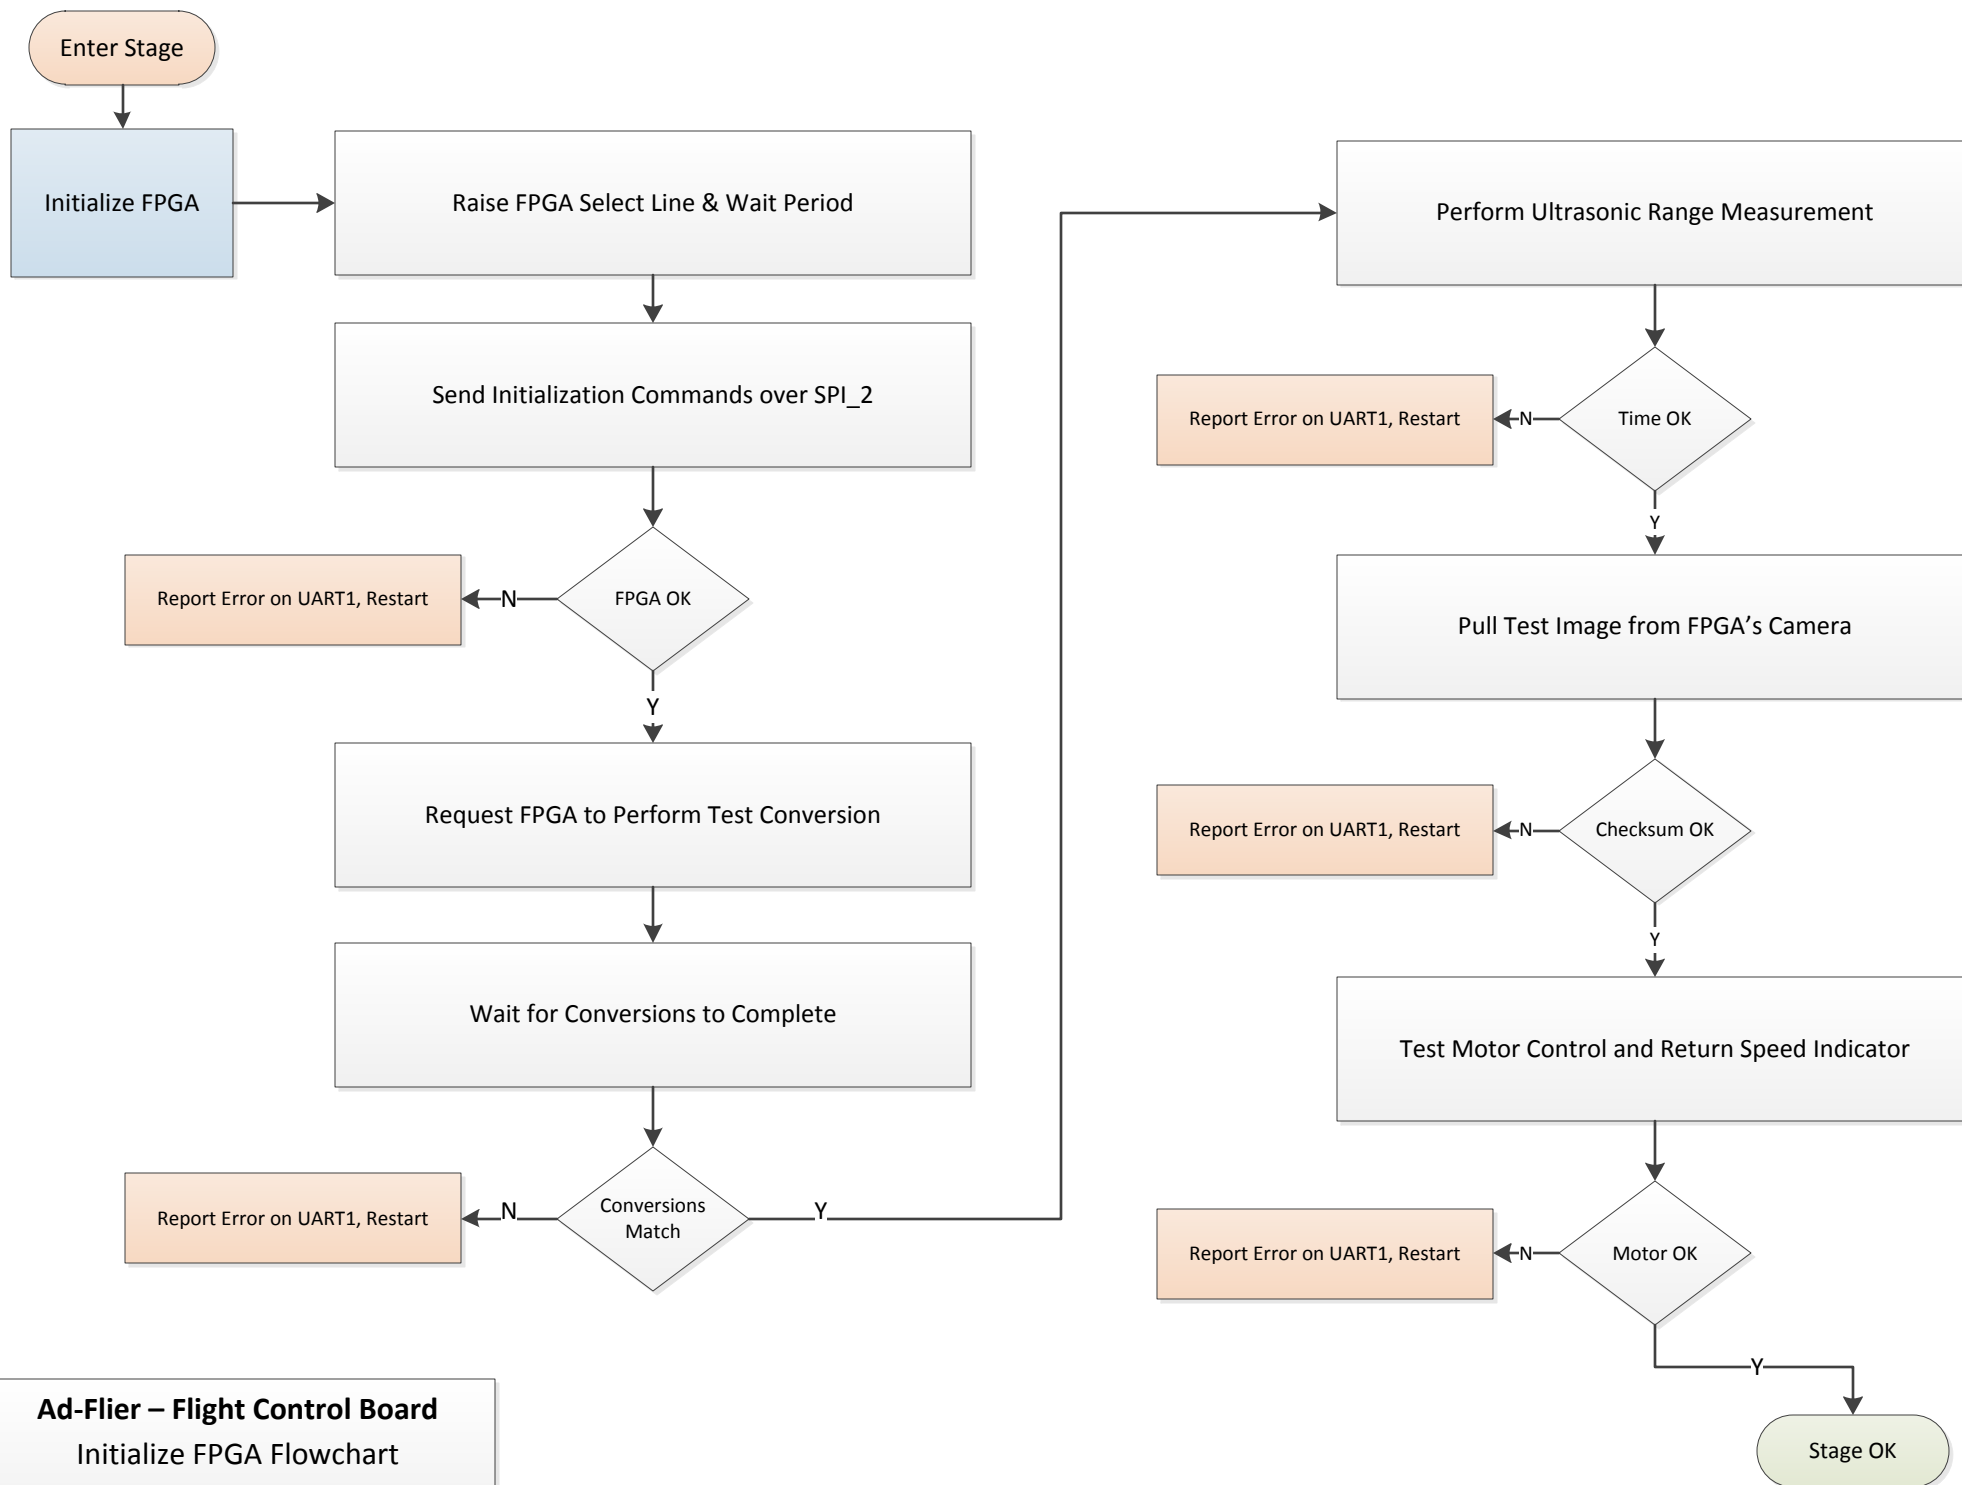 Enter Stage
Initialize FPGA
Raise FPGA Select Line & Wait Period
Send Initialization Commands over SPI_2
FPGA OK
N
Report Error on UART1, Restart
Y
Request FPGA to Perform Test Conversion
Wait for Conversions to Complete
Conversions
Match
N
Report Error on UART1, Restart
Y
Perform Ultrasonic Range Measurement
Time OK
N
Report Error on UART1, Restart
Y
Pull Test Image from FPGA’s Camera
Checksum OK
N
Report Error on UART1, Restart
Y
Test Motor Control and Return Speed Indicator
Motor OK
N
Report Error on UART1, Restart
Y
Stage OK
Ad-Flier – Flight Control Board
Initialize FPGA Flowchart